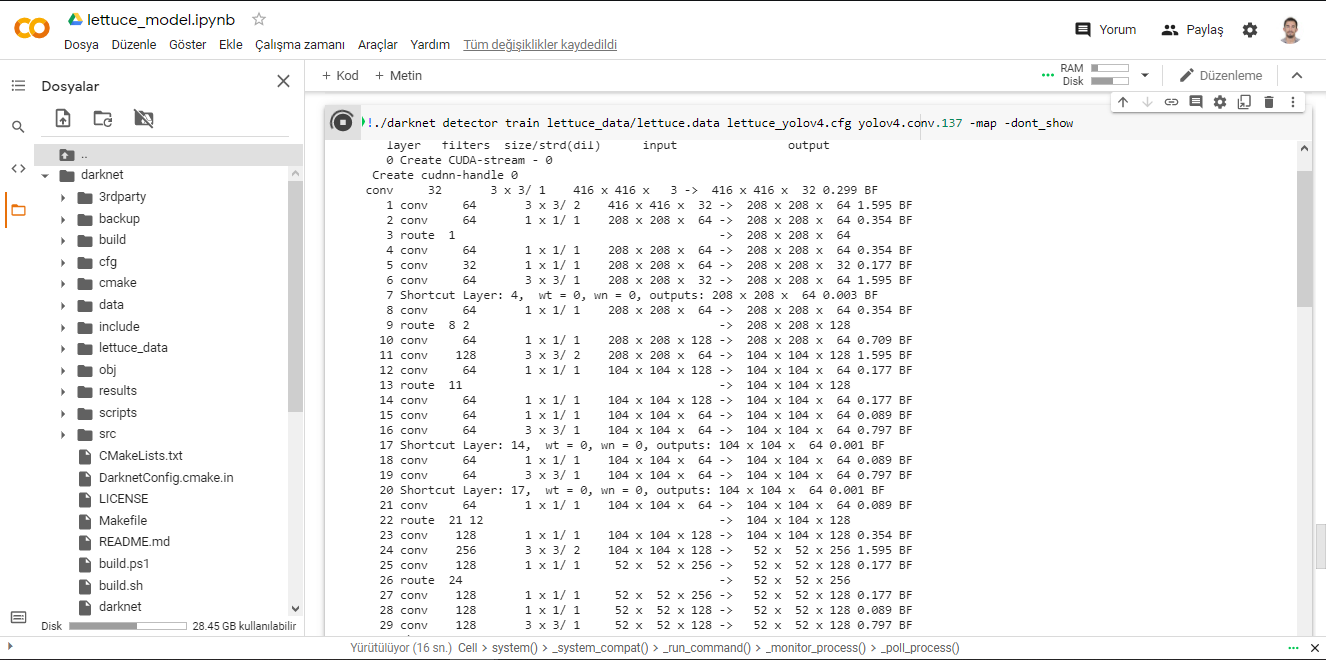 lettuce_model.ipynb
Dosya Düzenle Göster Ekle Çalışma zamanı Araçlar Yardım Tüm değişiklikler kaydedildi
Yorum Paylaş
Dosyalar
+ Kod + Metin
RAM
Disk
Düzenleme
..
darknet
3rdparty
backup
build
cfg
cmake
data
include
lettuce_data
obj
results
scripts
src
CMakeLists.txt
DarknetConfig.cmake.in
LICENSE
Makefile
README.md
build.ps1
build.sh
darknet
Disk 28.45 GB kullanılabilir
!./darknet detector train lettuce_data/lettuce.data lettuce_yolov4.cfg yolov4.conv.137 -map -dont_show
layer filters size/strd(dil) input output
0 Create CUDA-stream - 0
Create cudnn-handle 0
conv 32 3 x 3/ 1 416 x 416 x 3 -> 416 x 416 x 32 0.299 BF
1 conv 64 3 x 3/ 2 416 x 416 x 32 -> 208 x 208 x 64 1.595 BF
2 conv 64 1 x 1/ 1 208 x 208 x 64 -> 208 x 208 x 64 0.354 BF
3 route 1 -> 208 x 208 x 64
4 conv 64 1 x 1/ 1 208 x 208 x 64 -> 208 x 208 x 64 0.354 BF
5 conv 32 1 x 1/ 1 208 x 208 x 64 -> 208 x 208 x 32 0.177 BF
6 conv 64 3 x 3/ 1 208 x 208 x 32 -> 208 x 208 x 64 1.595 BF
7 Shortcut Layer: 4, wt = 0, wn = 0, outputs: 208 x 208 x 64 0.003 BF
8 conv 64 1 x 1/ 1 208 x 208 x 64 -> 208 x 208 x 64 0.354 BF
9 route 8 2 -> 208 x 208 x 128
10 conv 64 1 x 1/ 1 208 x 208 x 128 -> 208 x 208 x 64 0.709 BF
11 conv 128 3 x 3/ 2 208 x 208 x 64 -> 104 x 104 x 128 1.595 BF
12 conv 64 1 x 1/ 1 104 x 104 x 128 -> 104 x 104 x 64 0.177 BF
13 route 11 -> 104 x 104 x 128
14 conv 64 1 x 1/ 1 104 x 104 x 128 -> 104 x 104 x 64 0.177 BF
15 conv 64 1 x 1/ 1 104 x 104 x 64 -> 104 x 104 x 64 0.089 BF
16 conv 64 3 x 3/ 1 104 x 104 x 64 -> 104 x 104 x 64 0.797 BF
17 Shortcut Layer: 14, wt = 0, wn = 0, outputs: 104 x 104 x 64 0.001 BF
18 conv 64 1 x 1/ 1 104 x 104 x 64 -> 104 x 104 x 64 0.089 BF
19 conv 64 3 x 3/ 1 104 x 104 x 64 -> 104 x 104 x 64 0.797 BF
20 Shortcut Layer: 17, wt = 0, wn = 0, outputs: 104 x 104 x 64 0.001 BF
21 conv 64 1 x 1/ 1 104 x 104 x 64 -> 104 x 104 x 64 0.089 BF
22 route 21 12 -> 104 x 104 x 128
23 conv 128 1 x 1/ 1 104 x 104 x 128 -> 104 x 104 x 128 0.354 BF
24 conv 256 3 x 3/ 2 104 x 104 x 128 -> 52 x 52 x 256 1.595 BF
25 conv 128 1 x 1/ 1 52 x 52 x 256 -> 52 x 52 x 128 0.177 BF
26 route 24 -> 52 x 52 x 256
27 conv 128 1 x 1/ 1 52 x 52 x 256 -> 52 x 52 x 128 0.177 BF
28 conv 128 1 x 1/ 1 52 x 52 x 128 -> 52 x 52 x 128 0.089 BF
29 conv 128 3 x 3/ 1 52 x 52 x 128 -> 52 x 52 x 128 0.797 BF
Yürütülüyor (16 sn.) Cell > system() > _system_compat() > _run_command() > _monitor_process() > _poll_process()